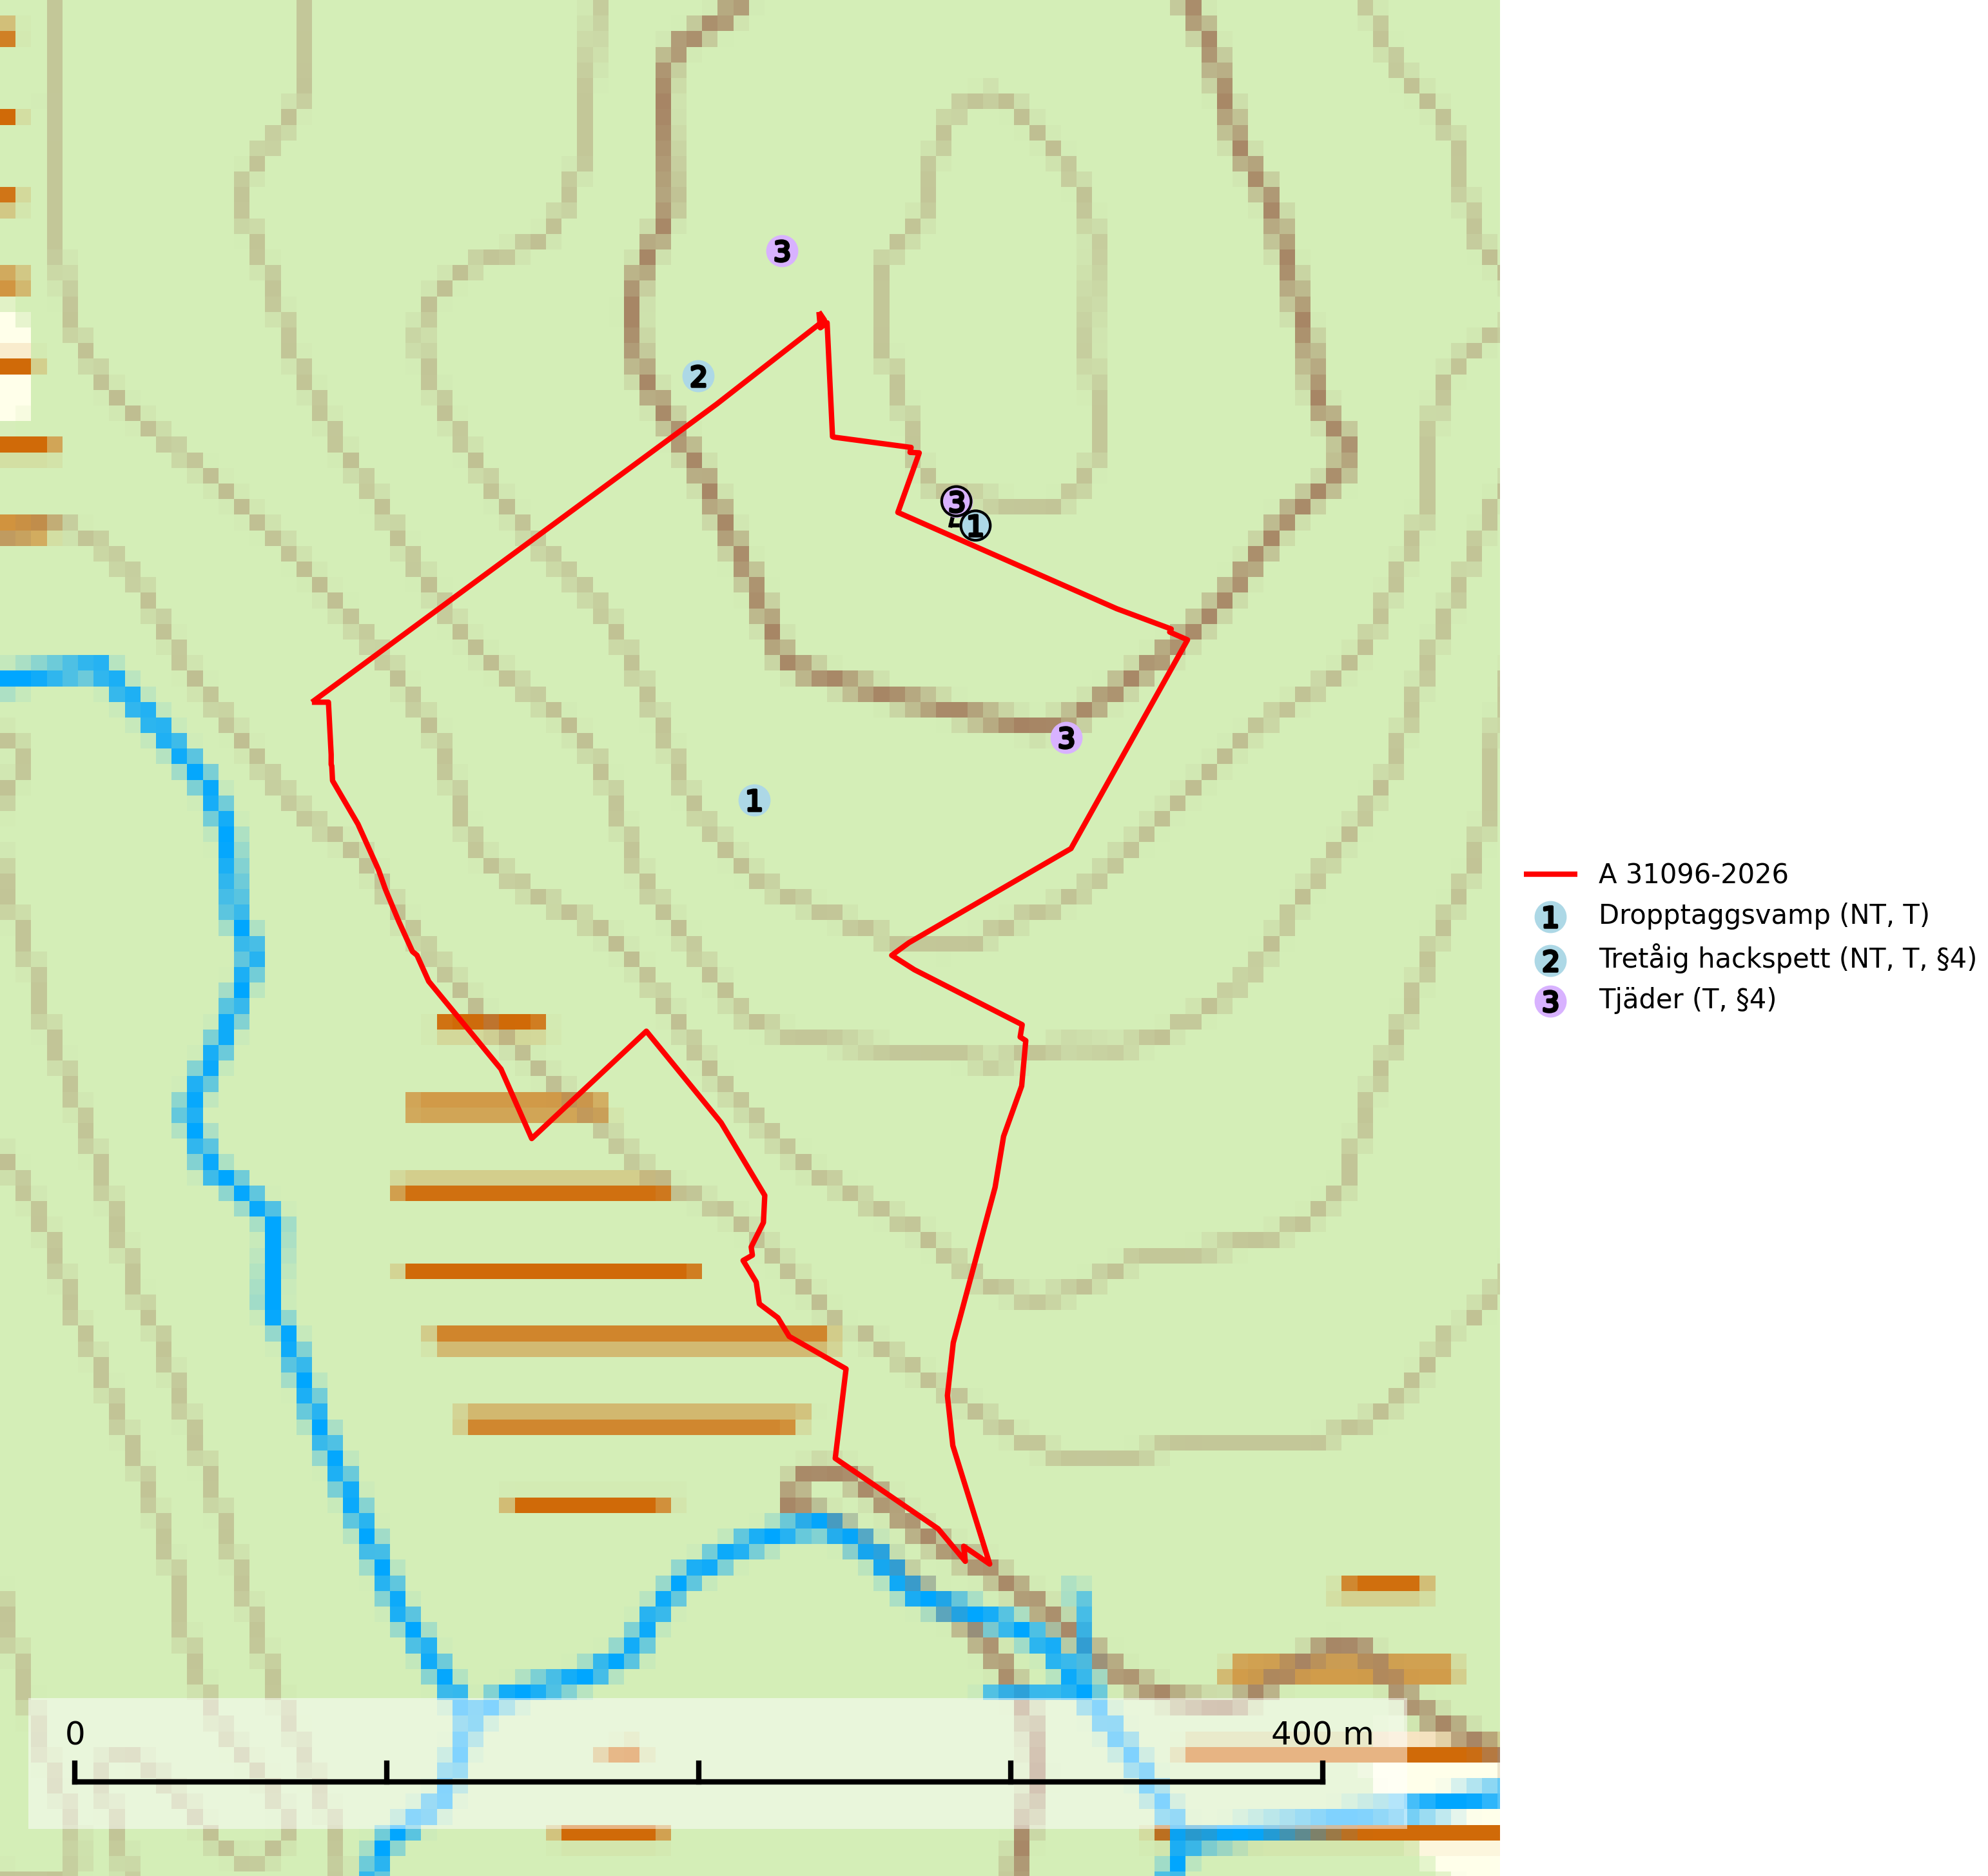 3
2
3
1
3
1
A 31096-2026
1 Dropptaggsvamp (NT, T)
2 Tretåig hackspett (NT, T, §4)
3 Tjäder (T, §4)
0 400 m